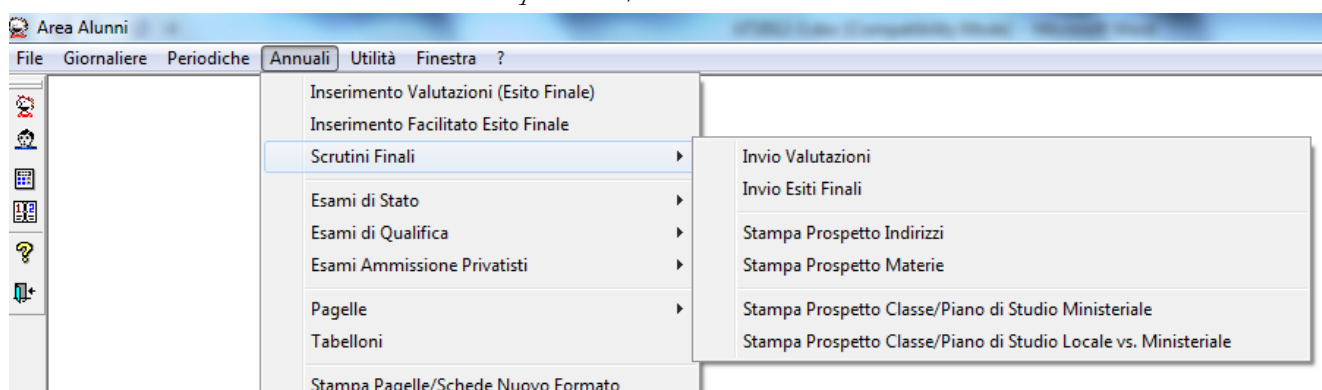 Area Alunni
File Giornaliere Periodiche Annuali Utilità Finestra ?
Inserimento Valutazioni (Esito Finale)
Inserimento Facilitato Esito Finale
Scrutini Finali
Esami di Stato
Esami di Qualifica
Esami Ammissione Privatisti
Pagelle
Tabelloni
Stampa Pagelle/Schede Nuovo Formato
Invio Valutazioni
Invio Esiti Finali
Stampa Prospetto Indirizzi
Stampa Prospetto Materie
Stampa Prospetto Classe/Piano di Studio Ministeriale
Stampa Prospetto Classe/Piano di Studio Locale vs. Ministeriale